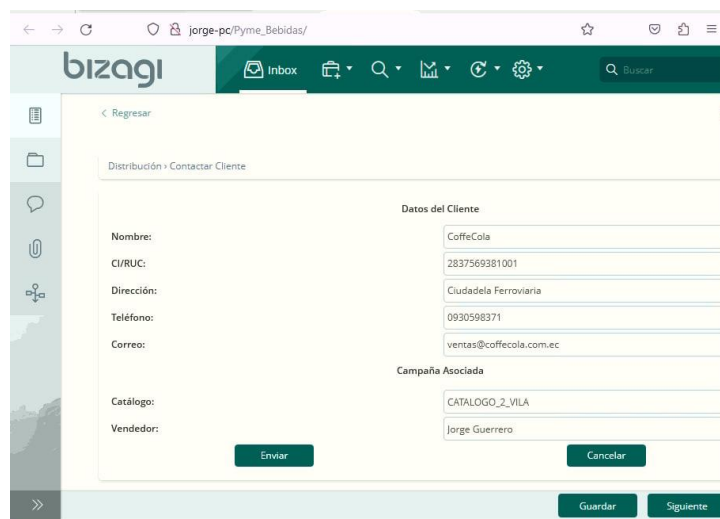 jorge-pc/Pyme_Bebidas/
bizagi
Inbox
Buscar
< Regresar
Distribución › Contactar Cliente
Datos del Cliente
Nombre: CoffeCola
CI/RUC: 2837569381001
Dirección: Ciudadela Ferroviaria
Teléfono: 0930598371
Correo: ventas@coffecola.com.ec
Campaña Asociada
Catálogo: CATALOGO_2_VILA
Vendedor: Jorge Guerrero
Enviar Cancelar
Guardar Siguiente